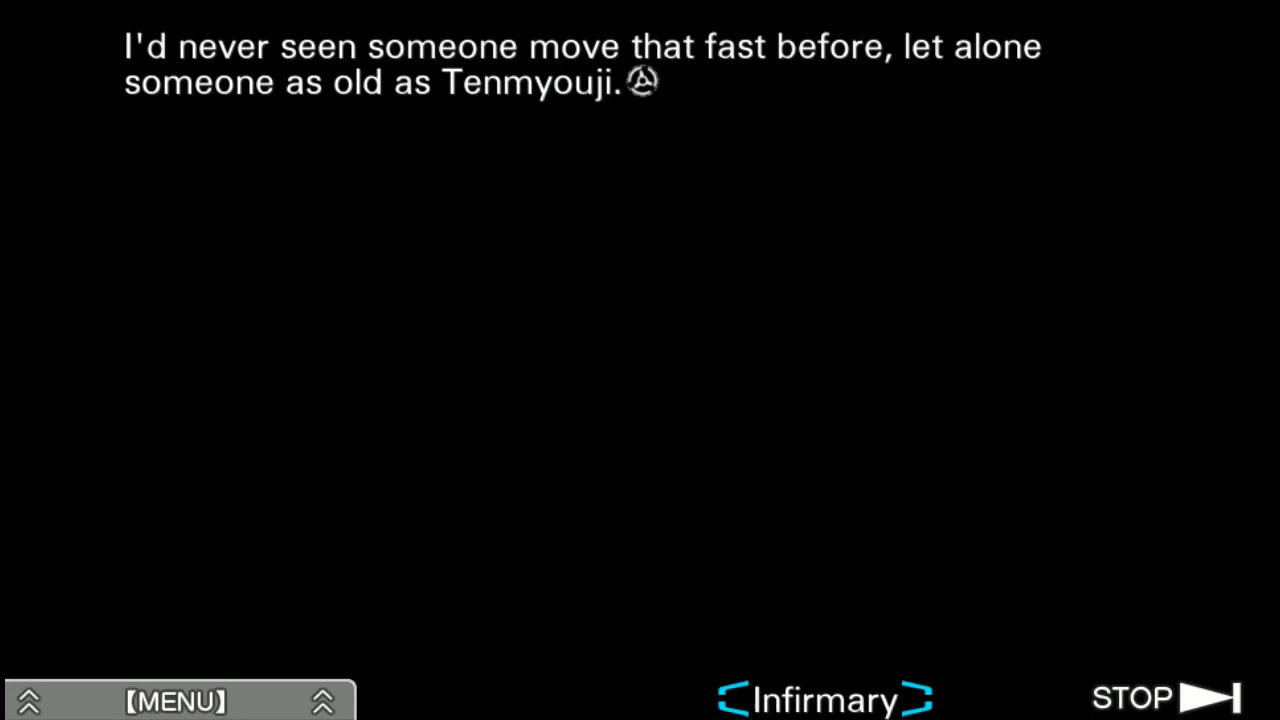 I'd never seen someone move that fast before, let alone
someone as old as Tenmyouji.
【MENU】
Infirmary
STOP